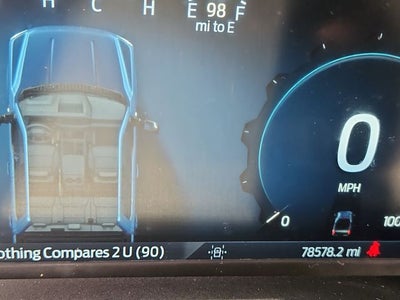 H C H E 98 F
mi to E
0
MPH
0 100
othing Compares 2 U (90) 78578.2 mi